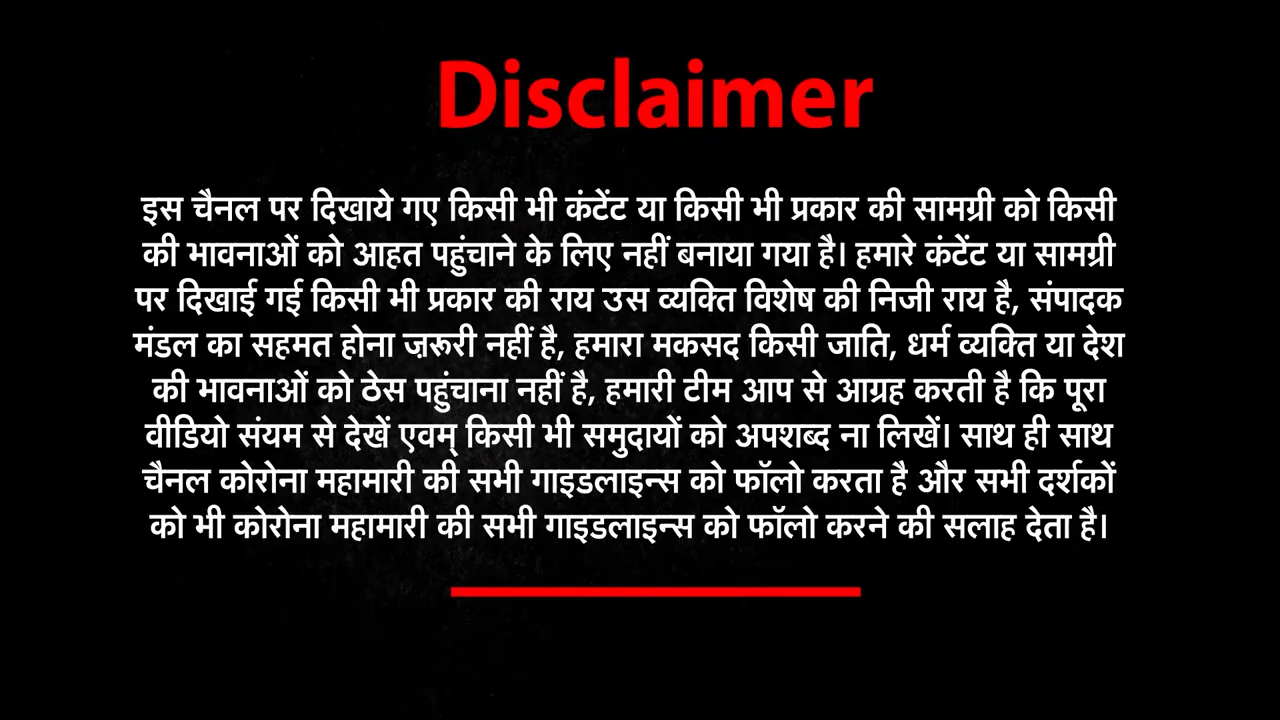 Disclaimer
इस चैनल पर दिखाये गए किसी भी कंटेंट या किसी भी प्रकार की सामग्री को किसी
की भावनाओं को आहत पहुंचाने के लिए नहीं बनाया गया है। हमारे कंटेंट या सामग्री
पर दिखाई गई किसी भी प्रकार की राय उस व्यक्ति विशेष की निजी राय है, संपादक
मंडल का सहमत होना ज़रूरी नहीं है, हमारा मकसद किसी जाति, धर्म व्यक्ति या देश
की भावनाओं को ठेस पहुंचाना नहीं है, हमारी टीम आप से आग्रह करती है कि पूरा
वीडियो संयम से देखें एवम् किसी भी समुदायों को अपशब्द ना लिखें। साथ ही साथ
चैनल कोरोना महामारी की सभी गाइडलाइन्स को फॉलो करता है और सभी दर्शकों
को भी कोरोना महामारी की सभी गाइडलाइन्स को फॉलो करने की सलाह देता है।